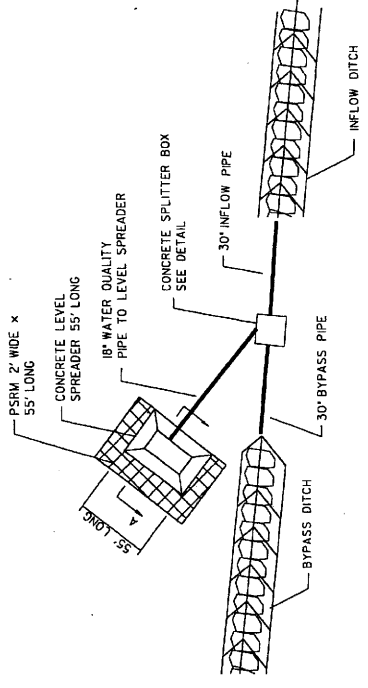 PSRM 2' WIDE x
55' LONG
CONCRETE LEVEL
SPREADER 55' LONG
18" WATER QUALITY
PIPE TO LEVEL SPREADER
CONCRETE SPLITTER BOX
SEE DETAIL
30" INFLOW PIPE
INFLOW DITCH
55' LONG
A
30" BYPASS PIPE
BYPASS DITCH